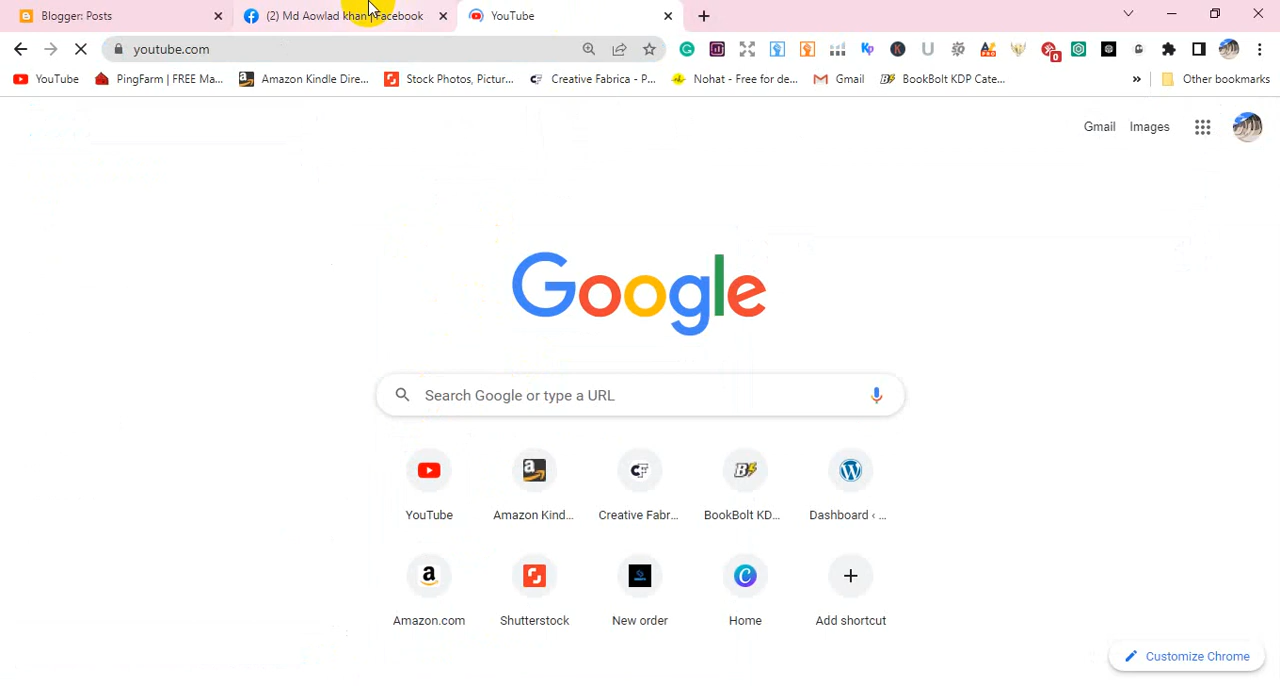 Blogger: Posts
(2) Md Aowlad khan | Facebook
YouTube
youtube.com
YouTube
PingFarm | FREE Ma...
Amazon Kindle Dire...
Stock Photos, Pictur...
Creative Fabrica - P...
Nohat - Free for de...
Gmail
BookBolt KDP Cate...
»
Other bookmarks
Gmail
Images
Google
Search Google or type a URL
YouTube
Amazon Kind...
Creative Fabr...
BookBolt KD...
Dashboard ‹ ...
Amazon.com
Shutterstock
New order
Home
Add shortcut
Customize Chrome